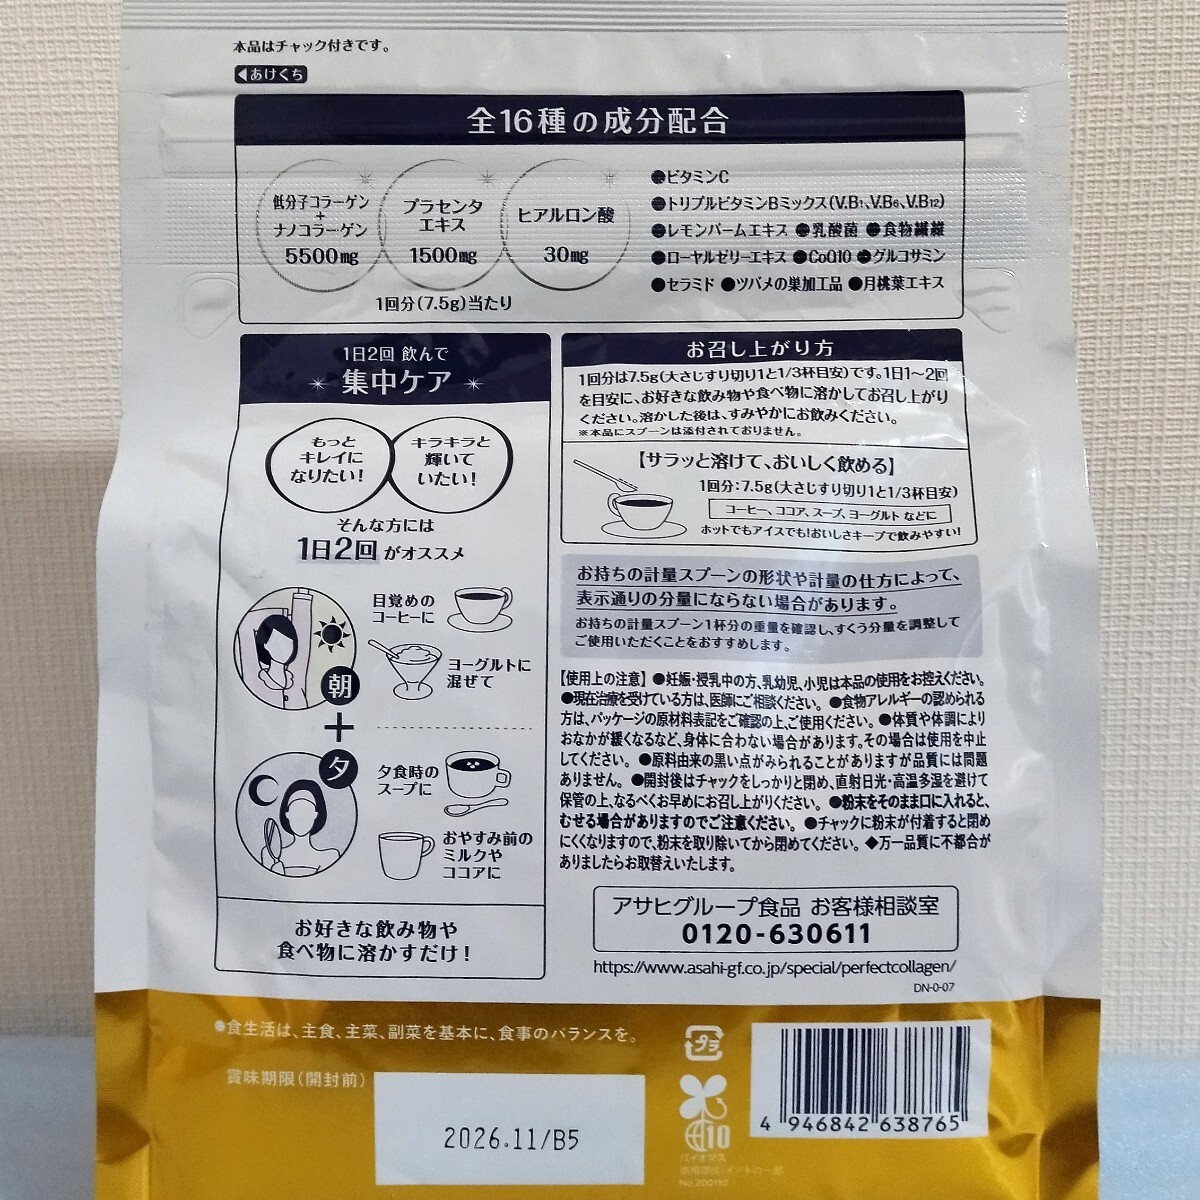 本品はチャック付きです。
◀あけくち
全16種の成分配合
低分子コラーゲン
+
ナノコラーゲン
5500mg
プラセンタ
エキス
1500mg
ヒアルロン酸
30mg
1回分(7.5g)当たり
●ビタミンC
●トリプルビタミンBミックス(V.B1、V.B6、V.B12)
●レモンバームエキス ●乳酸菌 ●食物繊維
●ローヤルゼリーエキス ●CoQ10 ●グルコサミン
●セラミド ●ツバメの巣加工品 ●月桃葉エキス
1日2回 飲んで
集中ケア
もっと
キレイに
なりたい!
キラキラと
輝いて
いたい!
そんな方には
1日2回がオススメ
朝
目覚めの
コーヒーに
ヨーグルトに
混ぜて
+
夕
夕食時の
スープに
おやすみ前の
ミルクや
ココアに
お好きな飲み物や
食べ物に溶かすだけ!
お召し上がり方
1回分は7.5g(大さじすり切り1と1/3杯目安)です。1日1~2回
を目安に、お好きな飲み物や食べ物に溶かしてお召し上がり
ください。溶かした後は、すみやかにお飲みください。
※本品にスプーンは添付されておりません。
【サラッと溶けて、おいしく飲める】
1回分:7.5g(大さじすり切り1と1/3杯目安)
コーヒー、ココア、スープ、ヨーグルト などに
ホットでもアイスでも!おいしさキープで飲みやすい!
お持ちの計量スプーンの形状や計量の仕方によって、
表示通りの分量にならない場合があります。
お持ちの計量スプーン1杯分の重量を確認し、すくう分量を調整して
ご使用いただくことをおすすめします。
【使用上の注意】●妊娠・授乳中の方、乳幼児、小児は本品の使用をお控えください。
●現在治療を受けている方は、医師にご相談ください。●食物アレルギーの認められる
方は、パッケージの原材料表記をご確認の上、ご使用ください。●体質や体調により
おなかが緩くなるなど、身体に合わない場合があります。その場合は使用を中止
してください。●原料由来の黒い点がみられることがありますが品質には問題
ありません。●開封後はチャックをしっかりと閉め、直射日光・高温多湿を避けて
保管の上、なるべくお早めにお召し上がりください。●粉末をそのまま口に入れると、
むせる場合がありますのでご注意ください。●チャックに粉末が付着すると閉め
にくくなりますので、粉末を取り除いてから閉めてください。◆万一品質に不都合が
ありましたらお取替えいたします。
アサヒグループ食品 お客様相談室
0120-630611
https://www.asahi-gf.co.jp/special/perfectcollagen/
DN-0-07
●食生活は、主食、主菜、副菜を基本に、食事のバランスを。
賞味期限(開封前)
2026.11/B5
プラ
10
バイオマス
使用部位:インキの一部
No.200110
4 946842 638765